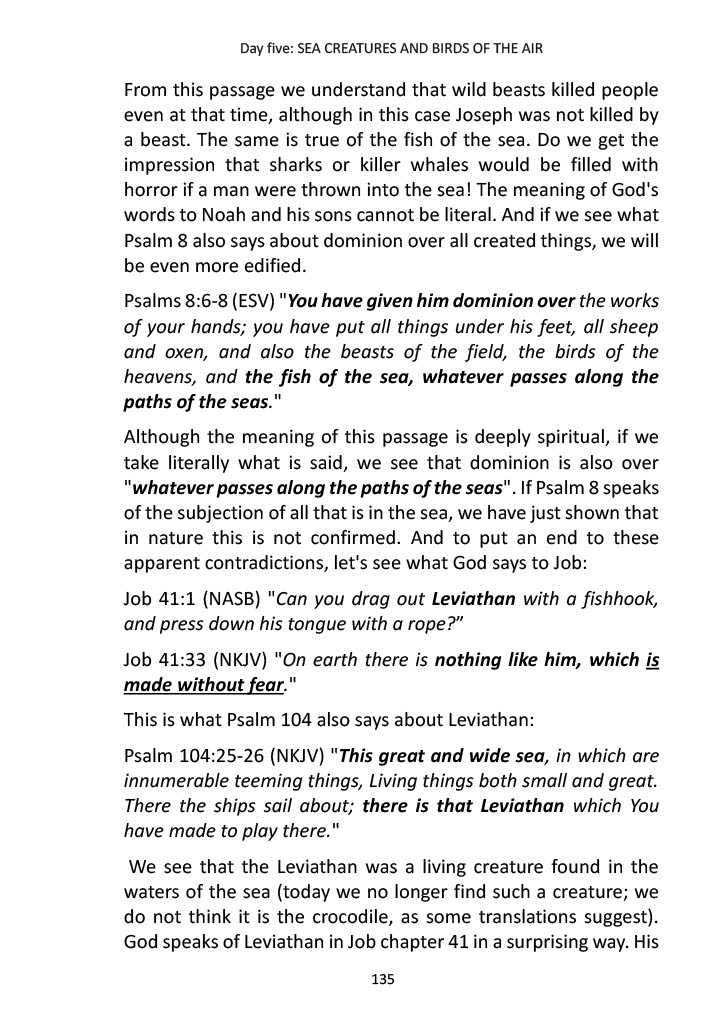 Day five: SEA CREATURES AND BIRDS OF THE AIR
From this passage we understand that wild beasts killed people
even at that time, although in this case Joseph was not killed by
a beast. The same is true of the fish of the sea. Do we get the
impression that sharks or killer whales would be filled with
horror if a man were thrown into the sea! The meaning of God's
words to Noah and his sons cannot be literal. And if we see what
Psalm 8 also says about dominion over all created things, we will
be even more edified.
Psalms 8:6-8 (ESV) "You have given him dominion over the works
of your hands; you have put all things under his feet, all sheep
and oxen, and also the beasts of the field, the birds of the
heavens, and the fish of the sea, whatever passes along the
paths of the seas."
Although the meaning of this passage is deeply spiritual, if we
take literally what is said, we see that dominion is also over
"whatever passes along the paths of the seas". If Psalm 8 speaks
of the subjection of all that is in the sea, we have just shown that
in nature this is not confirmed. And to put an end to these
apparent contradictions, let's see what God says to Job:
Job 41:1 (NASB) "Can you drag out Leviathan with a fishhook,
and press down his tongue with a rope?”
Job 41:33 (NKJV) "On earth there is nothing like him, which is
made without fear."
This is what Psalm 104 also says about Leviathan:
Psalm 104:25-26 (NKJV) "This great and wide sea, in which are
innumerable teeming things, Living things both small and great.
There the ships sail about; there is that Leviathan which You
have made to play there."
We see that the Leviathan was a living creature found in the
waters of the sea (today we no longer find such a creature; we
do not think it is the crocodile, as some translations suggest).
God speaks of Leviathan in Job chapter 41 in a surprising way. His
135